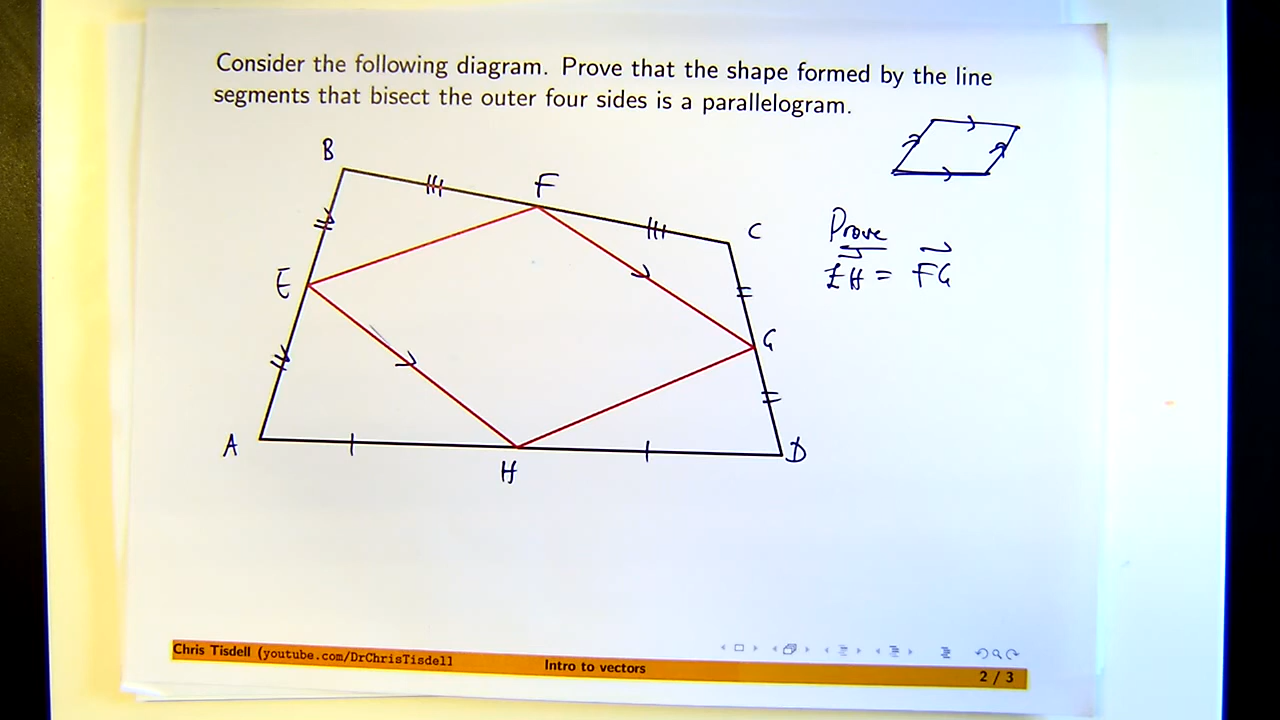 Consider the following diagram. Prove that the shape formed by the line
segments that bisect the outer four sides is a parallelogram.
B
F
C
Prove
EH = FG
E
G
A
H
D
Chris Tisdell (youtube.com/DrChrisTisdell
Intro to vectors
2 / 3